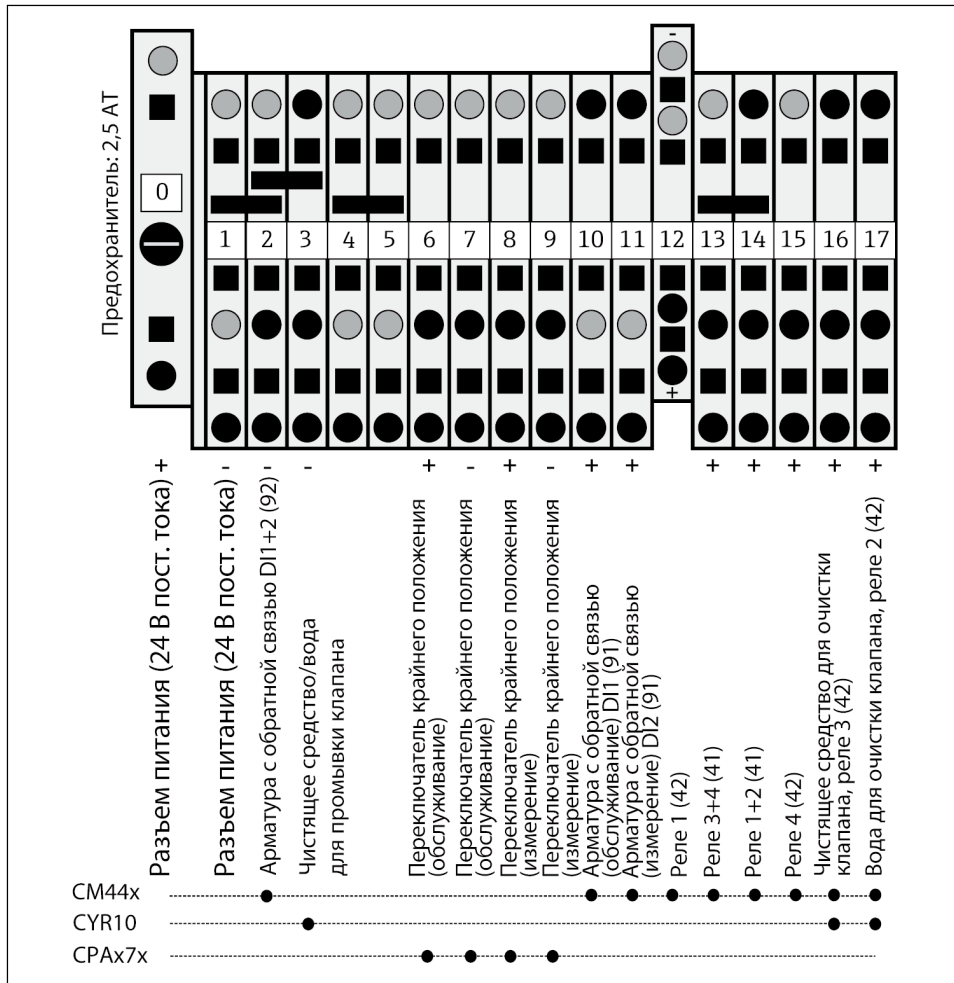 Предохранитель: 2,5 АТ
0
-
1 2 3 4 5 6 7 8 9 10 11 12 13 14 15 16 17
+
+ - - - + - + - + + + + + + +
Разъем питания (24 В пост. тока)
Разъем питания (24 В пост. тока)
Арматура с обратной связью DI1+2 (92)
Чистящее средство/вода
для промывки клапана
Переключатель крайнего положения
(обслуживание)
Переключатель крайнего положения
(обслуживание)
Переключатель крайнего положения
(измерение)
Переключатель крайнего положения
(измерение)
Арматура с обратной связью
(обслуживание) DI1 (91)
Арматура с обратной связью
(измерение) DI2 (91)
Реле 1 (42)
Реле 3+4 (41)
Реле 1+2 (41)
Реле 4 (42)
Чистящее средство для очистки
клапана, реле 3 (42)
Вода для очистки клапана, реле 2 (42)
CM44x
CYR10
CPAx7x